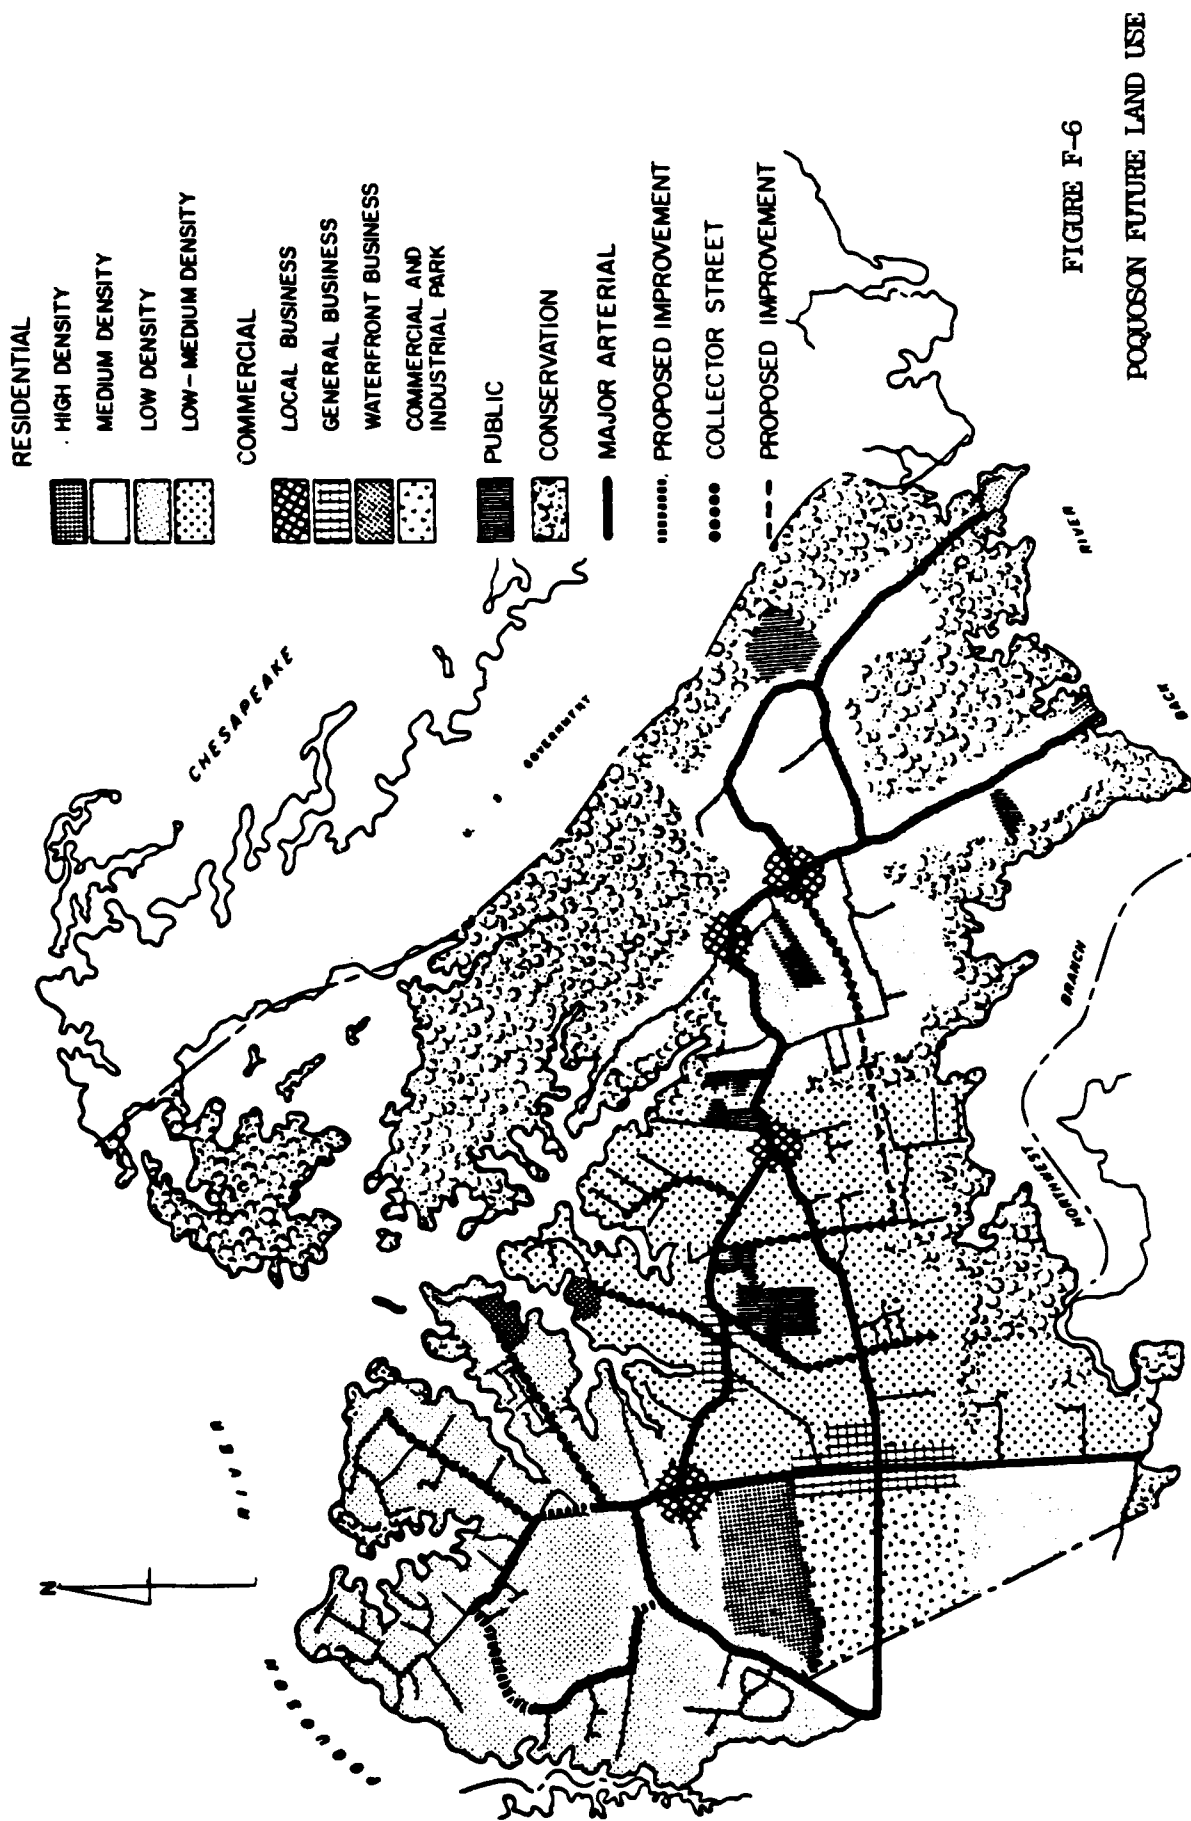 RESIDENTIAL
HIGH DENSITY
MEDIUM DENSITY
LOW DENSITY
LOW-MEDIUM DENSITY
COMMERCIAL
LOCAL BUSINESS
GENERAL BUSINESS
WATERFRONT BUSINESS
COMMERCIAL AND
INDUSTRIAL PARK
PUBLIC
CONSERVATION
MAJOR ARTERIAL
PROPOSED IMPROVEMENT
COLLECTOR STREET
PROPOSED IMPROVEMENT
N
POQUOSON
RIVER
CHESAPEAKE
GOVERNMENT
NORTHWEST
BRANCH
BACK
RIVER
FIGURE F-6
POQUOSON FUTURE LAND USE